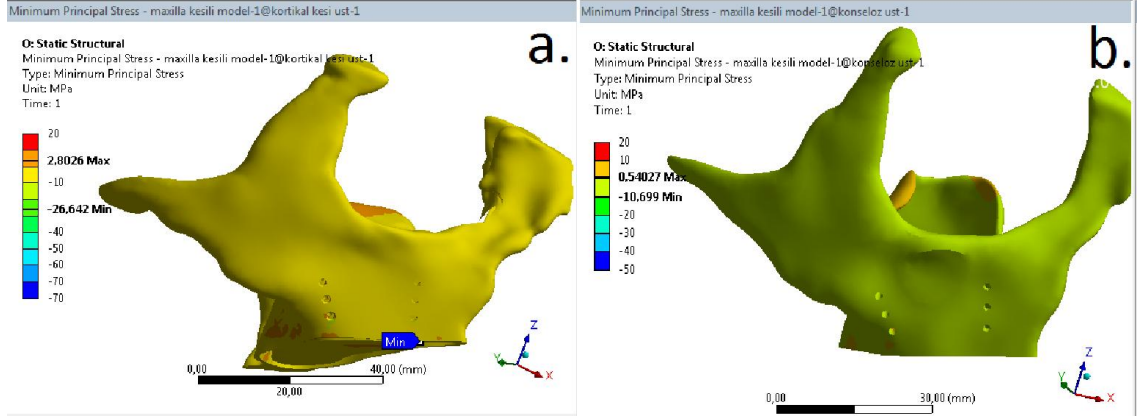 Minimum Principal Stress - maxilla kesili model-1@kortikal kesi ust-1
O: Static Structural
Minimum Principal Stress - maxilla kesili model-1@kortikal kesi ust-1
Type: Minimum Principal Stress
Unit: MPa
Time: 1
a.
20
2,8026 Max
-10
-26,642 Min
-40
-50
-60
-70
-70
Min
0,00
40,00 (mm)
20,00
Z
Y
X
Minimum Principal Stress - maxilla kesili model-1@konseloz ust-1
O: Static Structural
Minimum Principal Stress - maxilla kesili model-1@konseloz ust-1
Type: Minimum Principal Stress
Unit: MPa
Time: 1
b.
20
10
0,54027 Max
-10,699 Min
-20
-30
-40
-50
0,00
30,00 (mm)
Z
Y
X